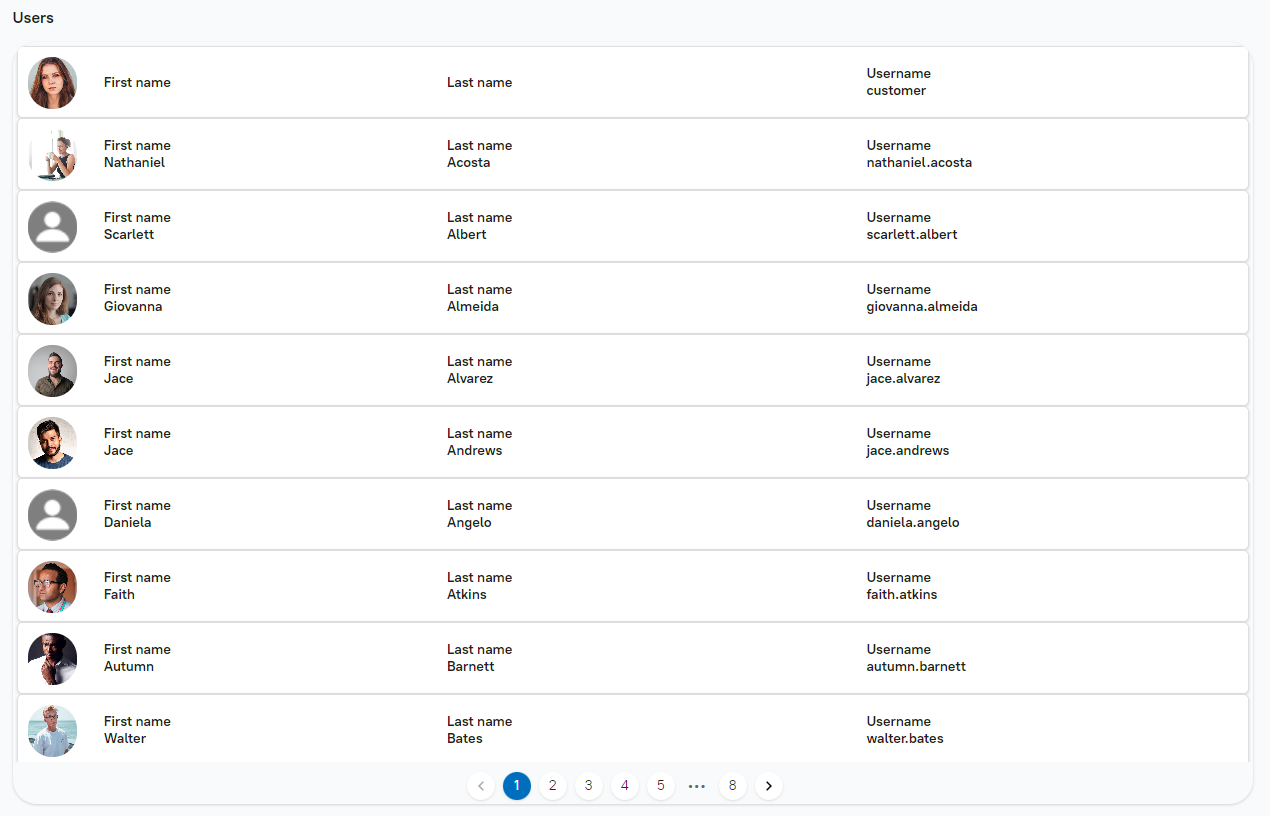 Users
First name Last name Username
customer
First name Last name Username
Nathaniel Acosta nathaniel.acosta
First name Last name Username
Scarlett Albert scarlett.albert
First name Last name Username
Giovanna Almeida giovanna.almeida
First name Last name Username
Jace Alvarez jace.alvarez
First name Last name Username
Jace Andrews jace.andrews
First name Last name Username
Daniela Angelo daniela.angelo
First name Last name Username
Faith Atkins faith.atkins
First name Last name Username
Autumn Barnett autumn.barnett
First name Last name Username
Walter Bates walter.bates
1 2 3 4 5 ••• 8